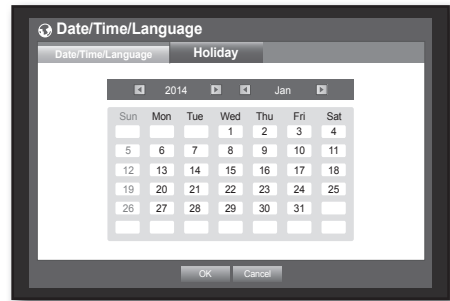 Date/Time/Language
Date/Time/Language Holiday
2014 Jan
Sun Mon Tue Wed Thu Fri Sat
1 2 3 4
5 6 7 8 9 10 11
12 13 14 15 16 17 18
19 20 21 22 23 24 25
26 27 28 29 30 31
OK Cancel